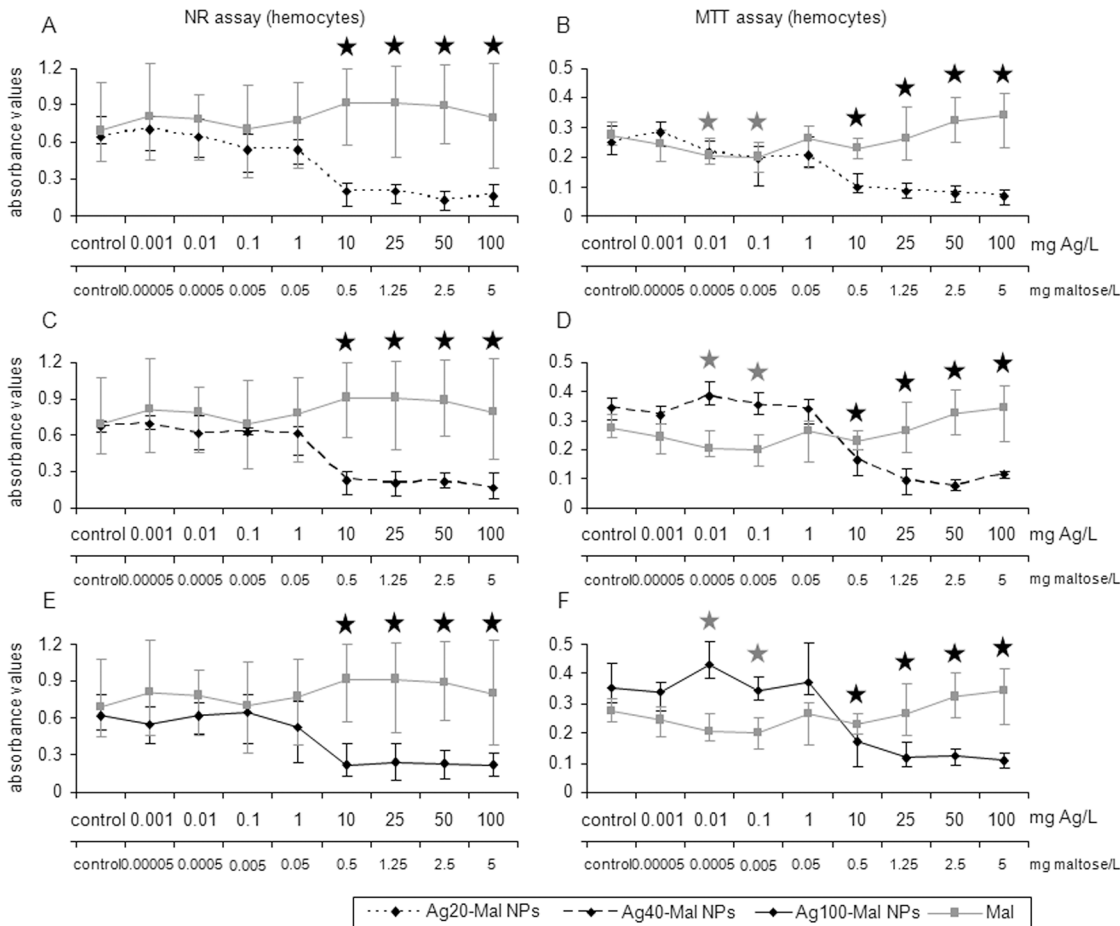 NR assay (hemocytes)
MTT assay (hemocytes)
A
absorbance values
1.2
0.9
0.6
0.3
0
control 0.001 0.01 0.1 1 10 25 50 100
control 0.00005 0.0005 0.005 0.05 0.5 1.25 2.5 5
B
0.5
0.4
0.3
0.2
0.1
0
control 0.001 0.01 0.1 1 10 25 50 100 mg Ag/L
control 0.00005 0.0005 0.005 0.05 0.5 1.25 2.5 5 mg maltose/L
C
absorbance values
1.2
0.9
0.6
0.3
0
control 0.001 0.01 0.1 1 10 25 50 100
control 0.00005 0.0005 0.005 0.05 0.5 1.25 2.5 5
D
0.5
0.4
0.3
0.2
0.1
0
control 0.001 0.01 0.1 1 10 25 50 100 mg Ag/L
control 0.00005 0.0005 0.005 0.05 0.5 1.25 2.5 5 mg maltose/L
E
absorbance values
1.2
0.9
0.6
0.3
0
control 0.001 0.01 0.1 1 10 25 50 100
control 0.00005 0.0005 0.005 0.05 0.5 1.25 2.5 5
F
0.5
0.4
0.3
0.2
0.1
0
control 0.001 0.01 0.1 1 10 25 50 100 mg Ag/L
control 0.00005 0.0005 0.005 0.05 0.5 1.25 2.5 5 mg maltose/L
Ag20-Mal NPs Ag40-Mal NPs Ag100-Mal NPs Mal